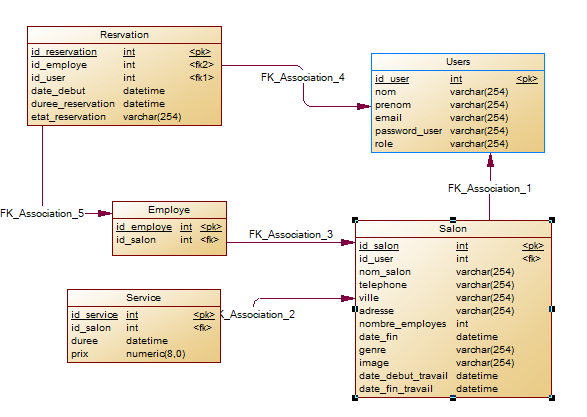 Resrvation
id_reservation int <pk>
id_employe int <fk2>
id_user int <fk1>
date_debut datetime
duree_reservation datetime
etat_reservation varchar(254)
FK_Association_4
Users
id_user int <pk>
nom varchar(254)
prenom varchar(254)
email varchar(254)
password_user varchar(254)
role varchar(254)
FK_Association_1
FK_Association_5
Employe
id_employe int <pk>
id_salon int <fk>
FK_Association_3
Salon
id_salon int <pk>
id_user int <fk>
nom_salon varchar(254)
telephone varchar(254)
ville varchar(254)
adresse varchar(254)
nombre_employes int
date_fin datetime
genre varchar(254)
image varchar(254)
date_debut_travail datetime
date_fin_travail datetime
Service
id_service int <pk>
id_salon int <fk>
duree datetime
prix numeric(8,0)
K_Association_2